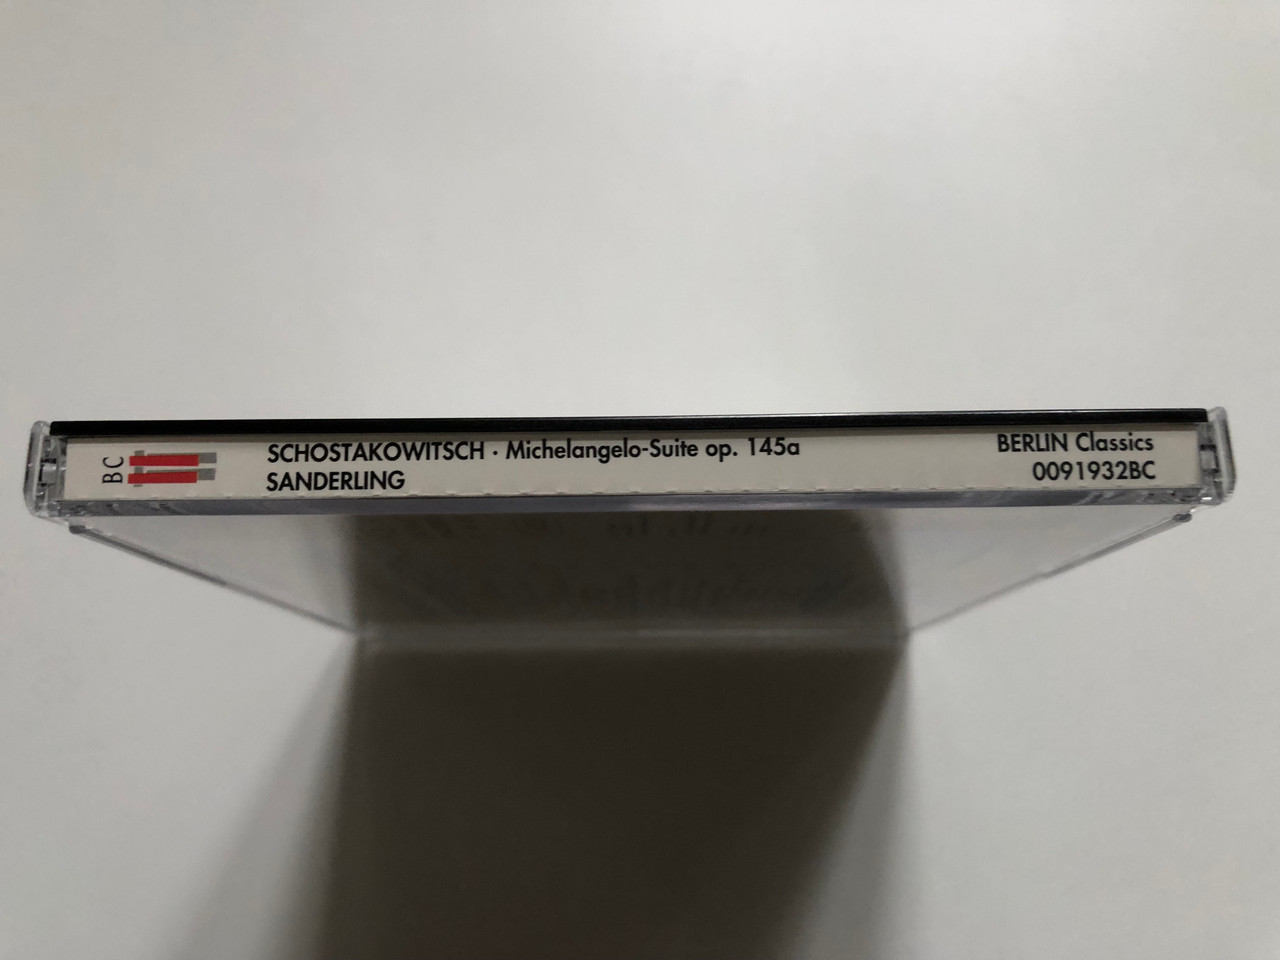 BC
SCHOSTAKOWITSCH · Michelangelo-Suite op. 145a
SANDERLING
BERLIN Classics
0091932BC